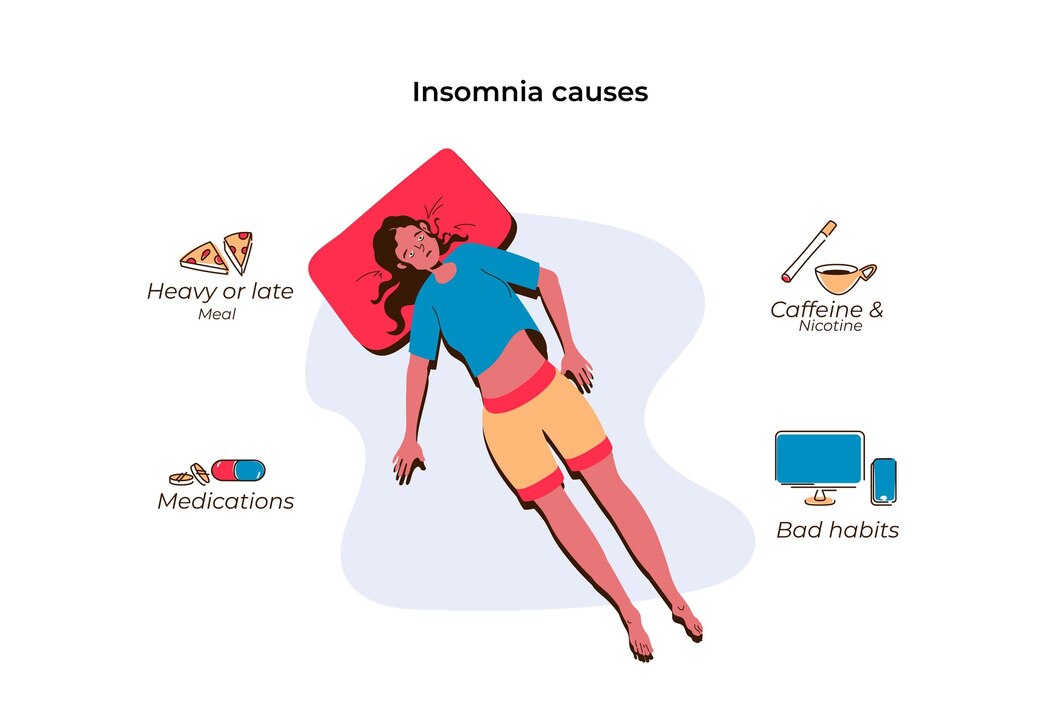 Insomnia causes
Heavy or late
Meal
Caffeine &
Nicotine
Medications
Bad habits